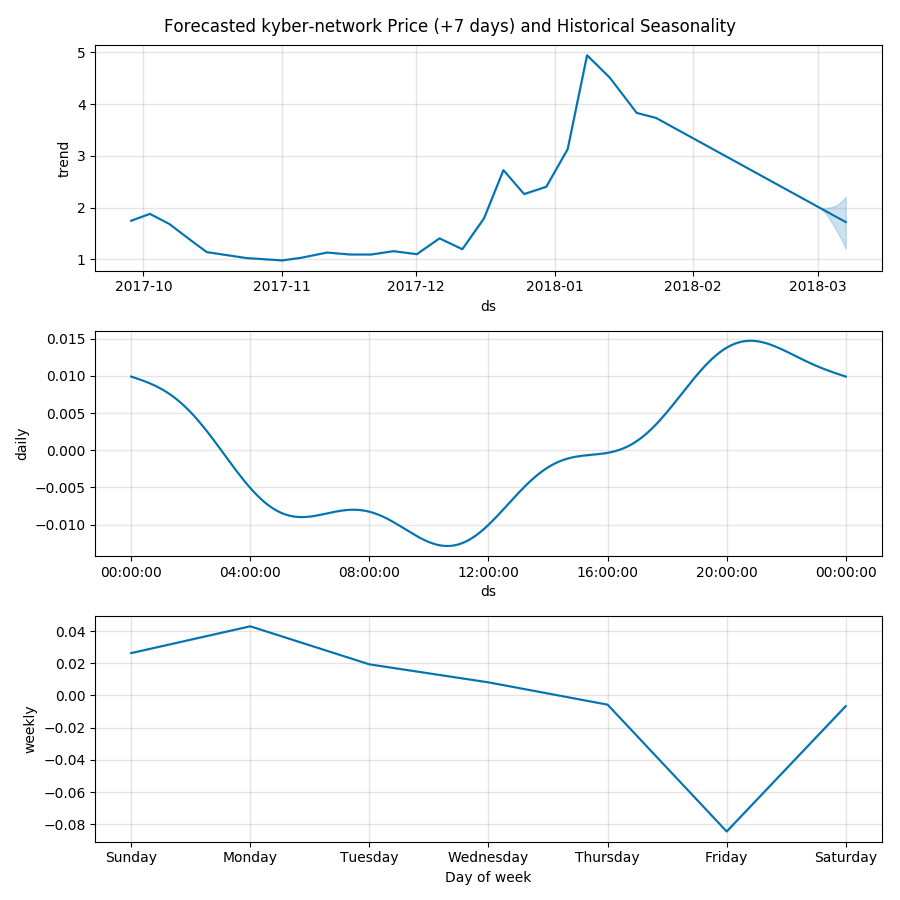 Forecasted kyber-network Price (+7 days) and Historical Seasonality
5
4
3
2
1
trend
2017-10 2017-11 2017-12 2018-01 2018-02 2018-03
ds
0.015
0.010
0.005
0.000
−0.005
−0.010
daily
00:00:00 04:00:00 08:00:00 12:00:00 16:00:00 20:00:00 00:00:00
ds
0.04
0.02
0.00
−0.02
−0.04
−0.06
−0.08
weekly
Sunday Monday Tuesday Wednesday Thursday Friday Saturday
Day of week